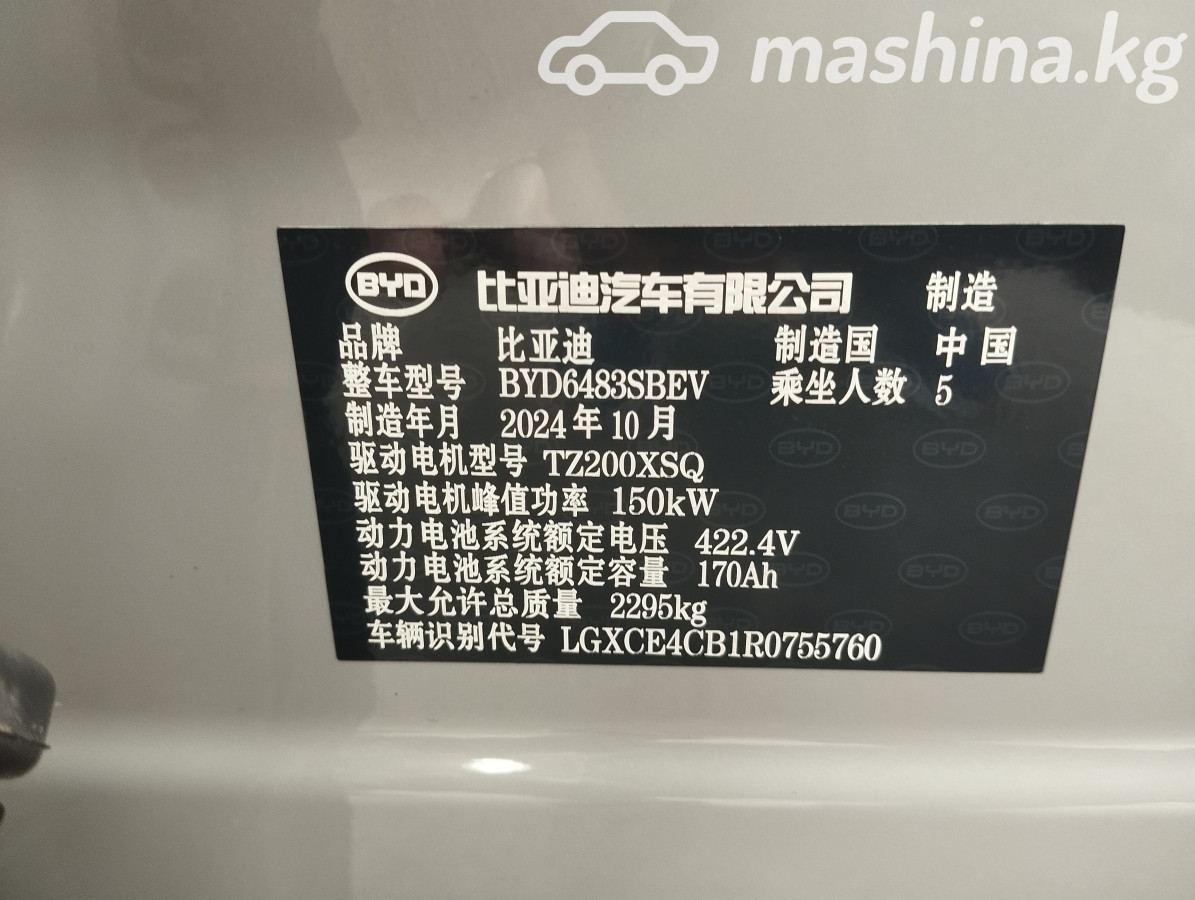 mashina.kg
BYD 比亚迪汽车有限公司 制造
品牌 比亚迪 制造国 中国
整车型号 BYD6483SBEV 乘坐人数 5
制造年月 2024年10月
驱动电机型号 TZ200XSQ
驱动电机峰值功率 150kW
动力电池系统额定电压 422.4V
动力电池系统额定容量 170Ah
最大允许总质量 2295kg
车辆识别代号 LGXCE4CB1R0755760